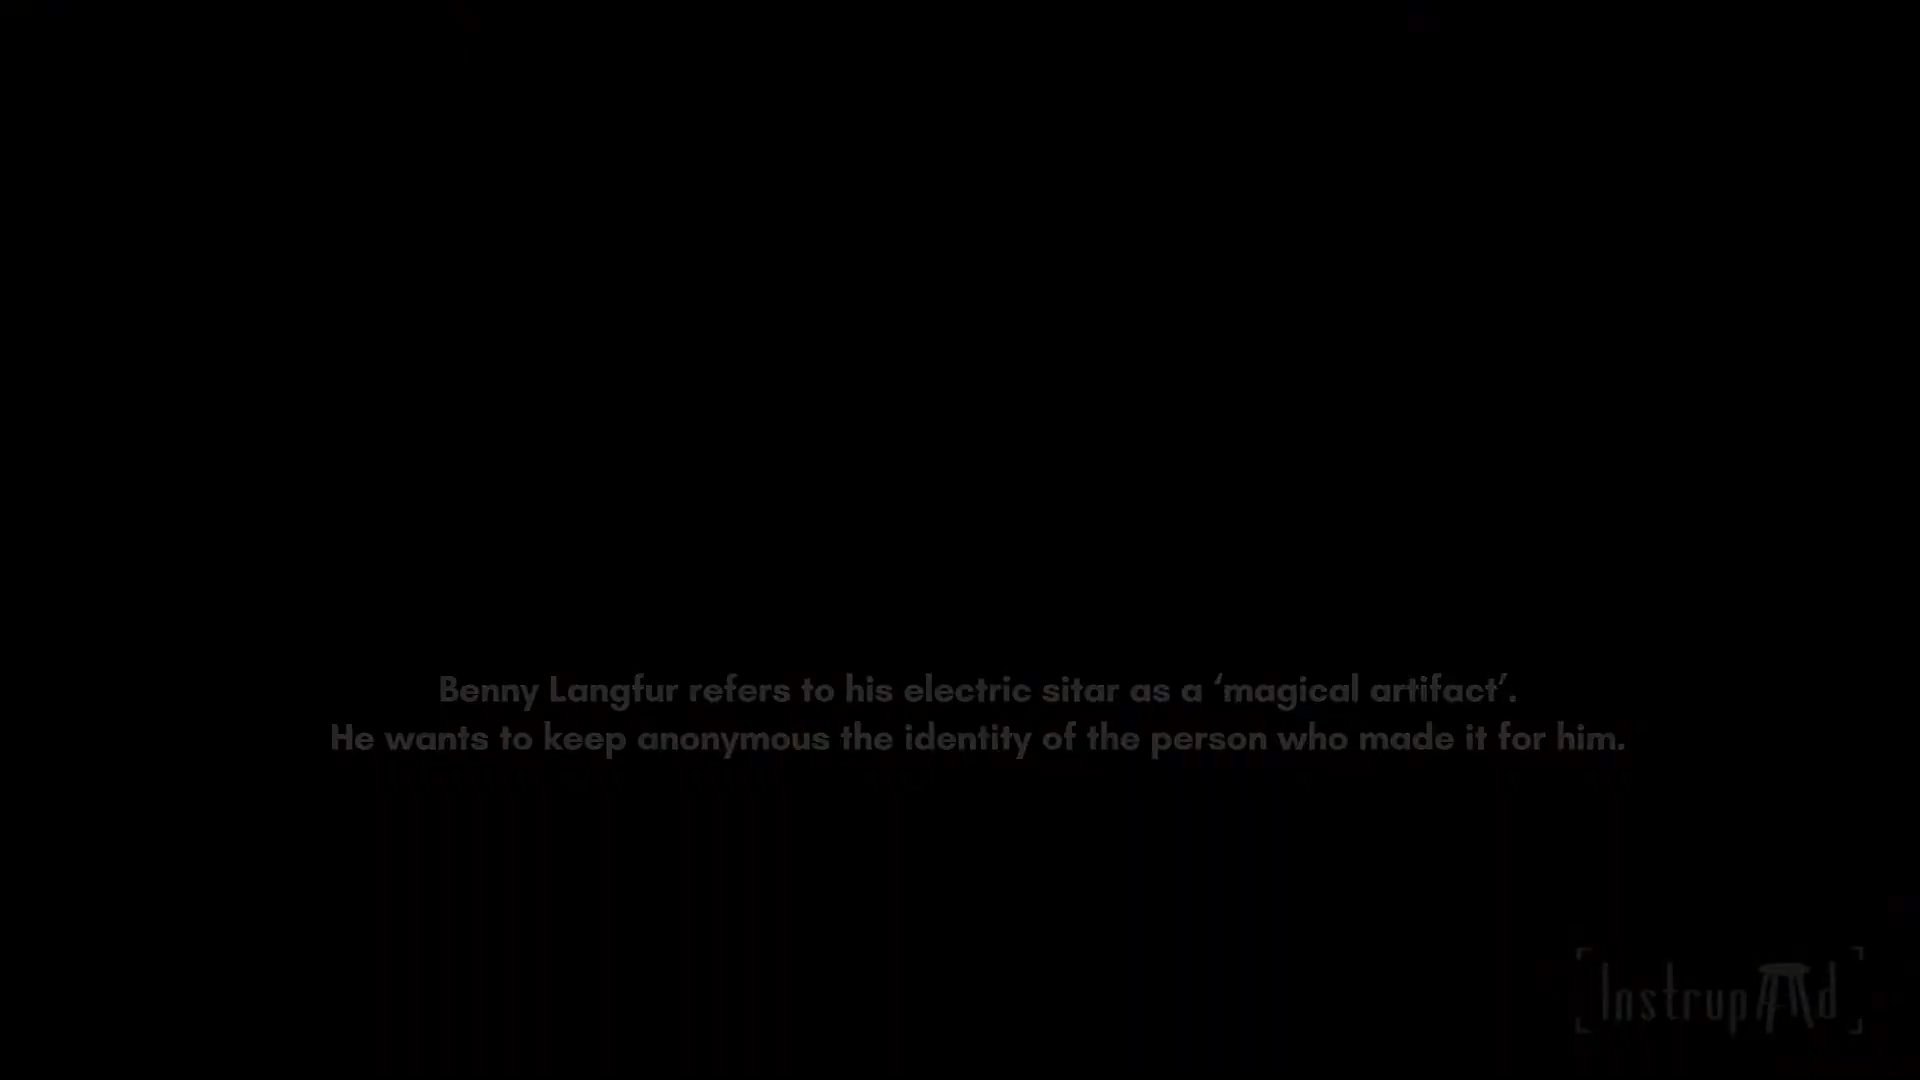 Benny Langfur refers to his electric sitar as a ‘magical artifact’.
He wants to keep anonymous the identity of the person who made it for him.
InstrupAAd